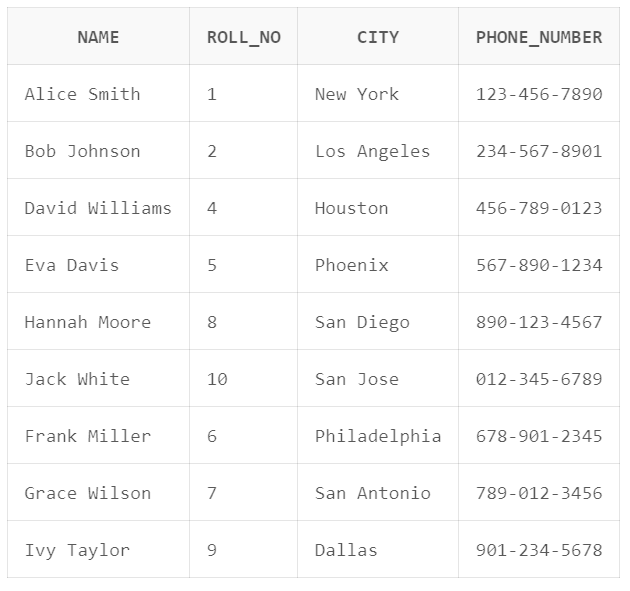 NAME ROLL_NO CITY PHONE_NUMBER
Alice Smith 1 New York 123-456-7890
Bob Johnson 2 Los Angeles 234-567-8901
David Williams 4 Houston 456-789-0123
Eva Davis 5 Phoenix 567-890-1234
Hannah Moore 8 San Diego 890-123-4567
Jack White 10 San Jose 012-345-6789
Frank Miller 6 Philadelphia 678-901-2345
Grace Wilson 7 San Antonio 789-012-3456
Ivy Taylor 9 Dallas 901-234-5678